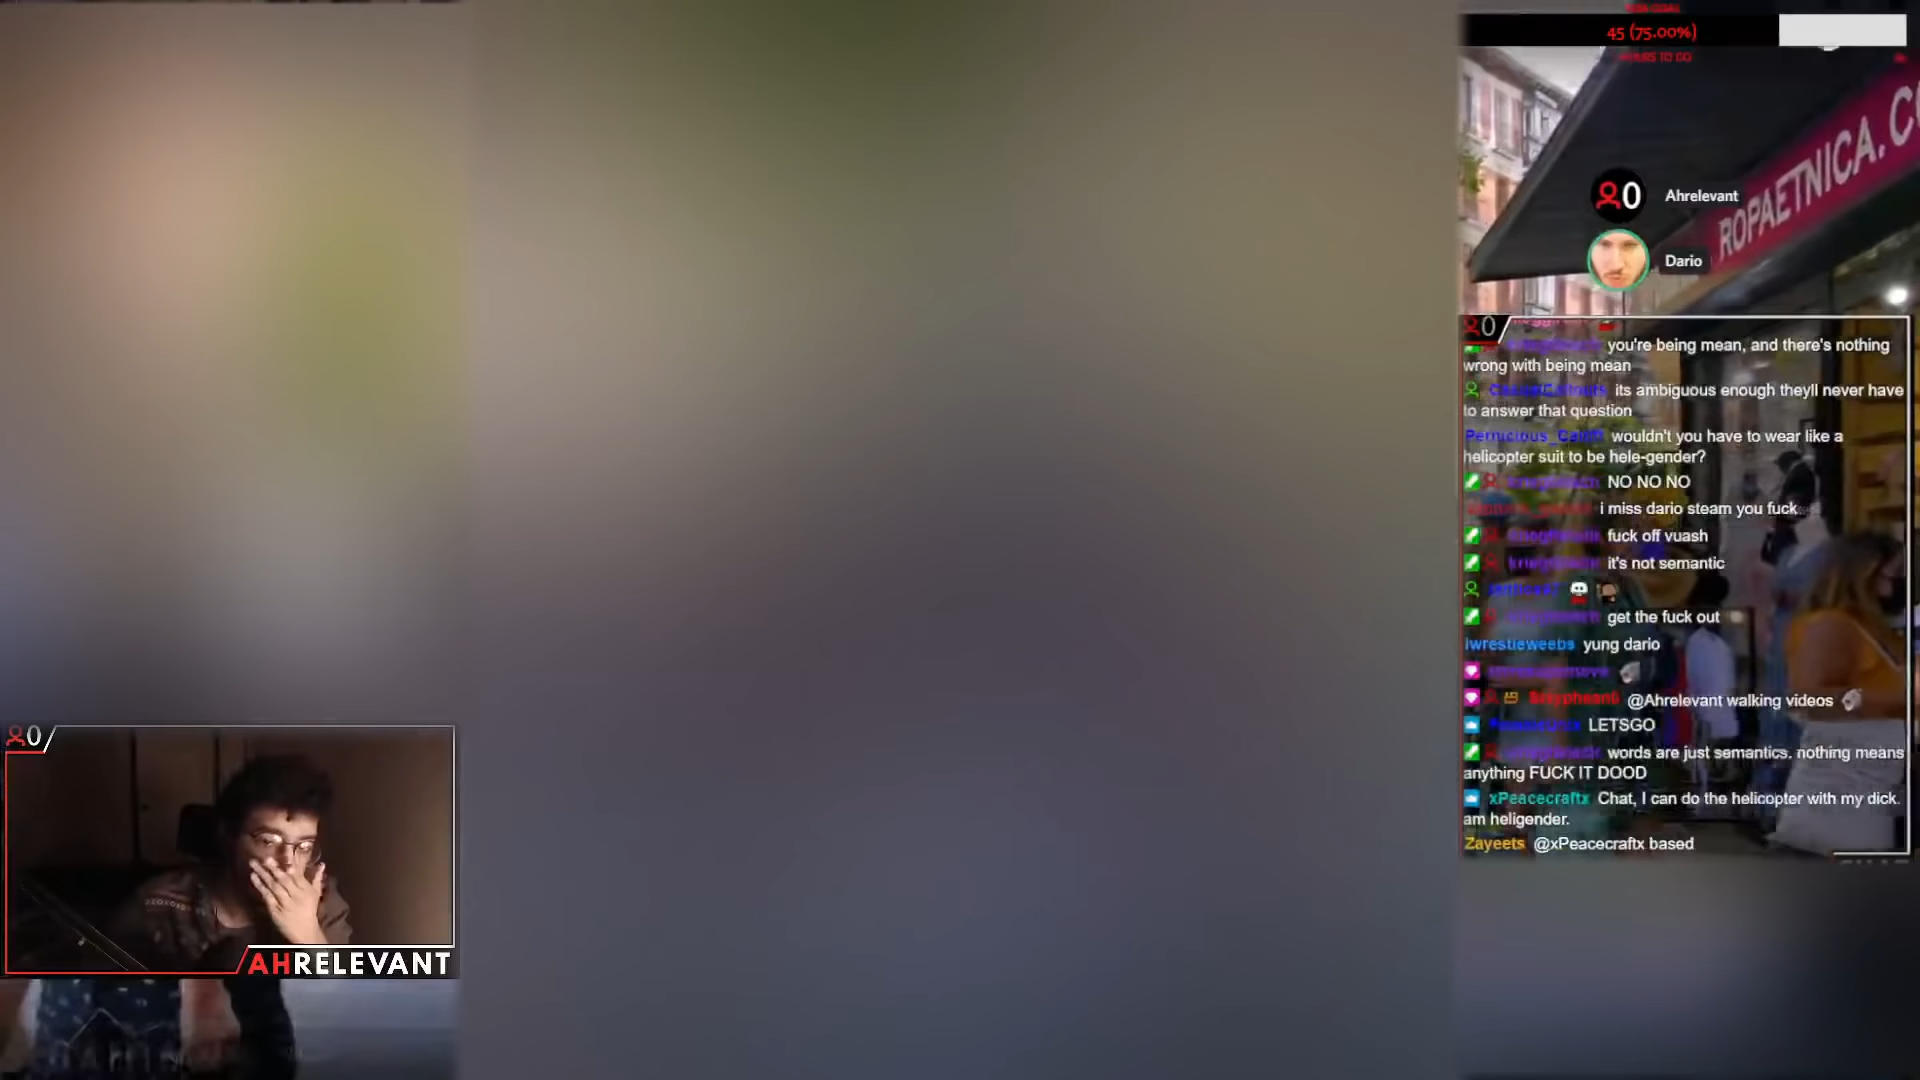 45 (75.00%)
HOURS TO GO
ROPAETNICA.C
0 Ahrelevant
Dario
0
you're being mean, and there's nothing
wrong with being mean
its ambiguous enough theyll never have
to answer that question
wouldn't you have to wear like a
helicopter suit to be hele-gender?
NO NO NO
i miss dario steam you fuck
fuck off vuash
it's not semantic
get the fuck out
iwrestleweebs yung dario
@Ahrelevant walking videos
LETSGO
words are just semantics. nothing means
anything FUCK IT DOOD
xPeacecraftx Chat, I can do the helicopter with my dick.
am heligender.
Zayeets @xPeacecraftx based
0
AHRELEVANT